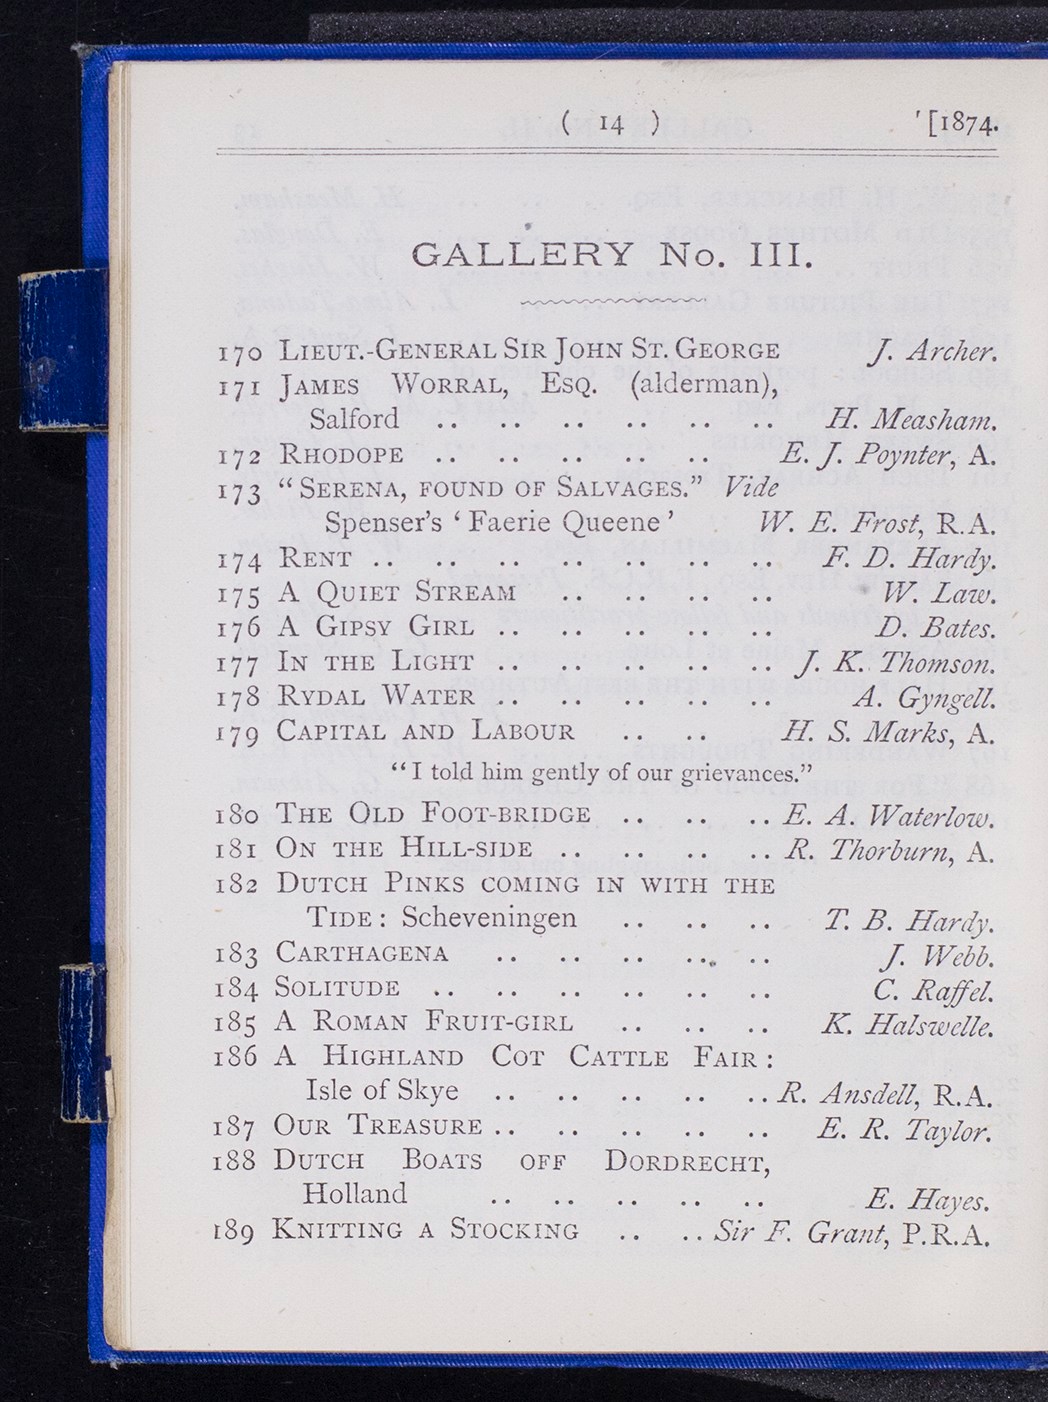 ( 14 ) [1874.
GALLERY No. III.
170 LIEUT.-GENERAL SIR JOHN ST. GEORGE J. Archer.
171 JAMES WORRAL, ESQ. (alderman),
Salford .. .. .. .. .. .. H. Measham.
172 RHODOPE .. .. .. .. .. E. J. Poynter, A.
173 “SERENA, FOUND OF SALVAGES.” Vide
Spenser's ‘Faerie Queene’ W. E. Frost, R.A.
174 RENT .. .. .. .. .. .. .. F. D. Hardy.
175 A QUIET STREAM .. .. .. .. W. Law.
176 A GIPSY GIRL .. .. .. .. .. D. Bates.
177 IN THE LIGHT .. .. .. .. .. J. K. Thomson.
178 RYDAL WATER .. .. .. .. .. A. Gyngell.
179 CAPITAL AND LABOUR .. .. H. S. Marks, A.
“I told him gently of our grievances.”
180 THE OLD FOOT-BRIDGE .. .. .. E. A. Waterlow.
181 ON THE HILL-SIDE .. .. .. .. R. Thorburn, A.
182 DUTCH PINKS COMING IN WITH THE
TIDE: Scheveningen .. .. .. T. B. Hardy.
183 CARTHAGENA .. .. .. .. .. J. Webb.
184 SOLITUDE .. .. .. .. .. .. C. Raffel.
185 A ROMAN FRUIT-GIRL .. .. .. K. Halswelle.
186 A HIGHLAND COT CATTLE FAIR:
Isle of Skye .. .. .. .. .. R. Ansdell, R.A.
187 OUR TREASURE .. .. .. .. .. E. R. Taylor.
188 DUTCH BOATS OFF DORDRECHT,
Holland .. .. .. .. .. E. Hayes.
189 KNITTING A STOCKING .. .. Sir F. Grant, P.R.A.